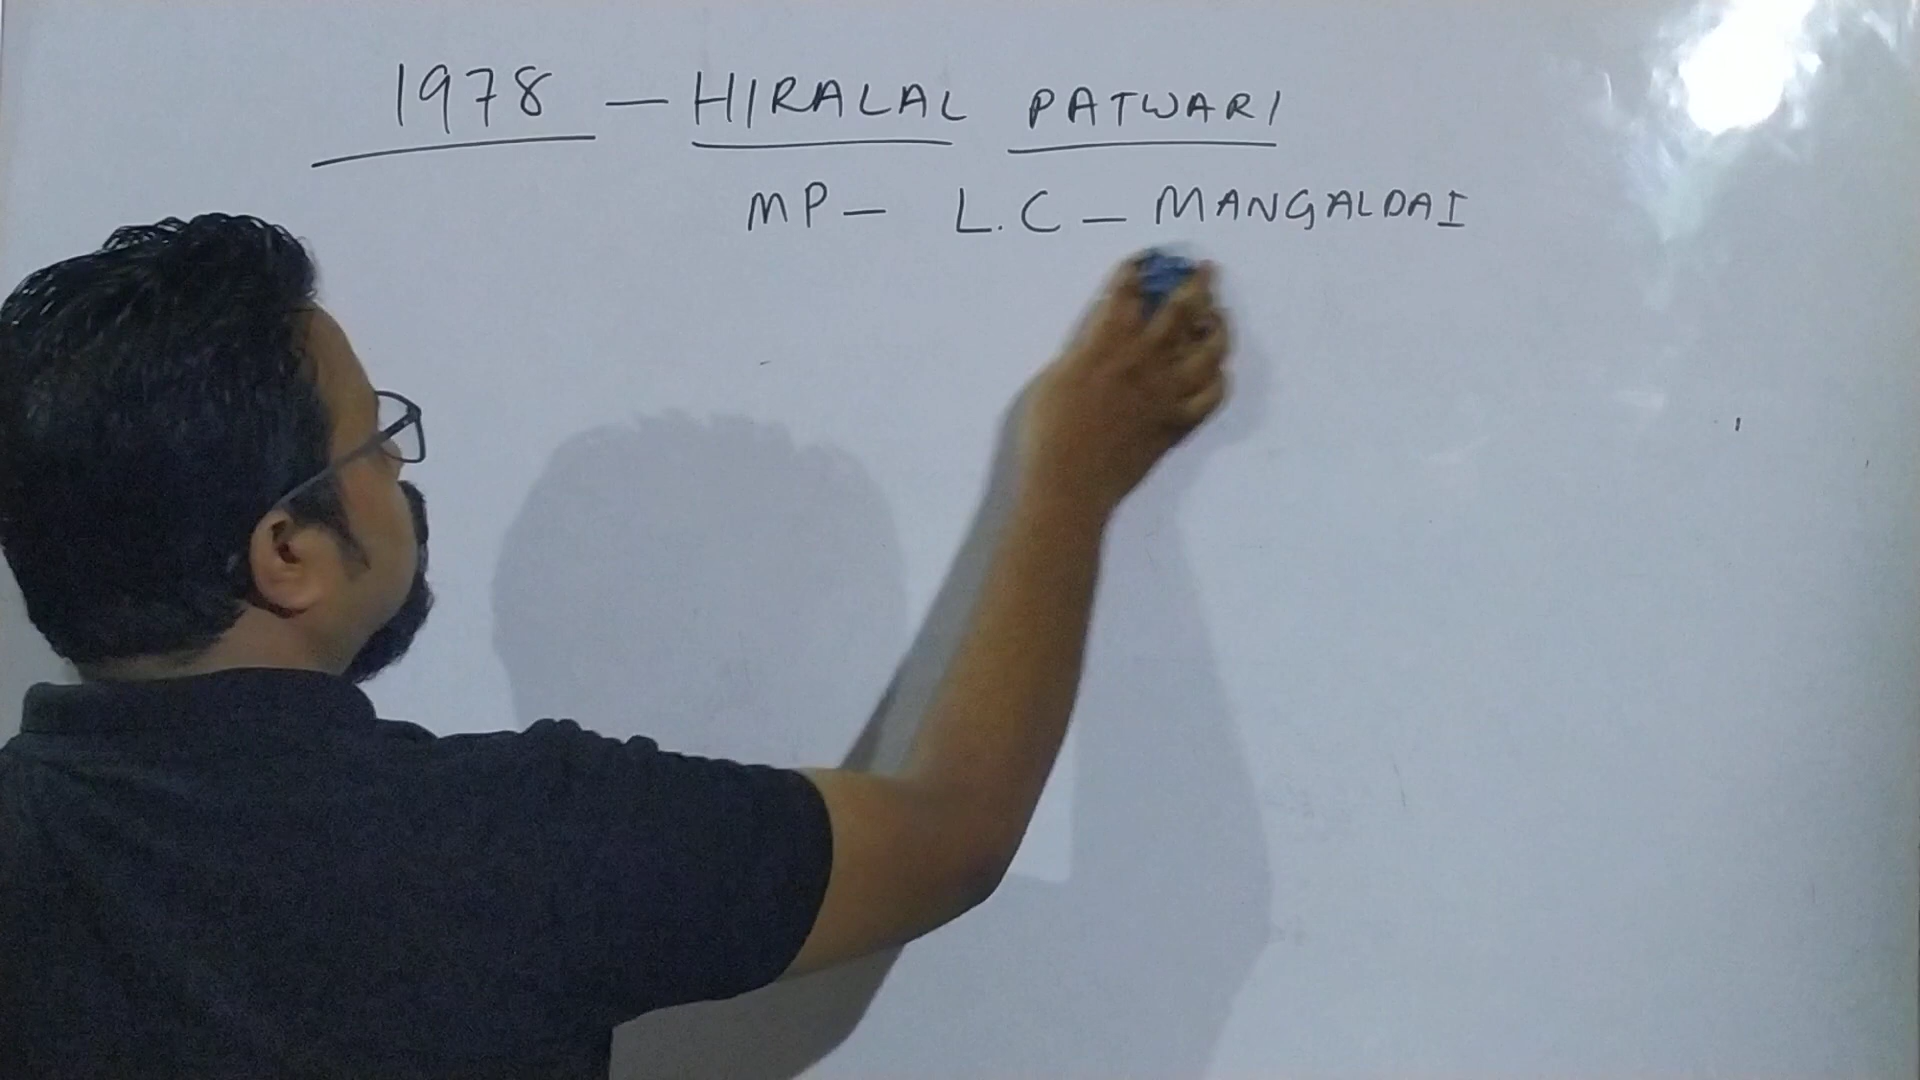 1978 — HIRALAL PATWARI
MP — L.C — MANGALDAI